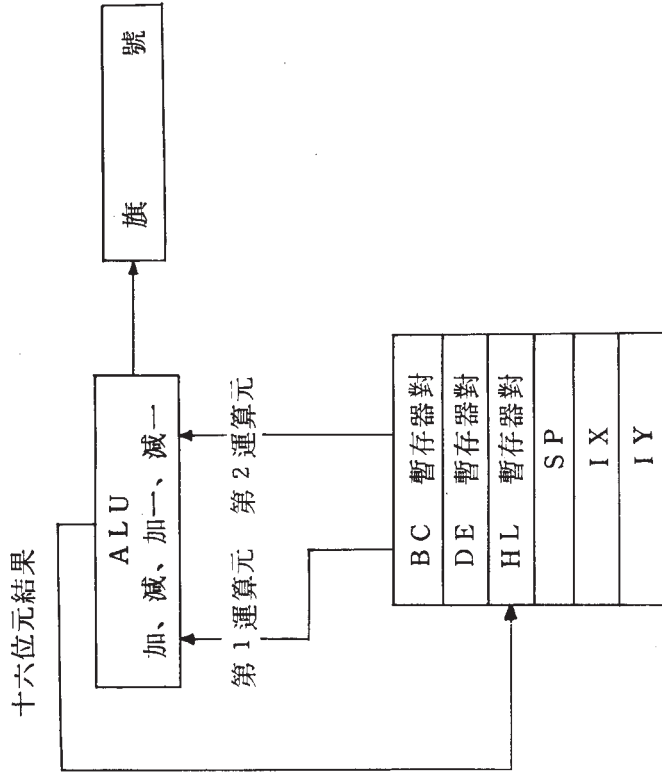 十六位元結果
ALU
加、減、加一、減一
旗 號
第1運算元 第2運算元
BC 暫存器對
DE 暫存器對
HL 暫存器對
SP
IX
IY